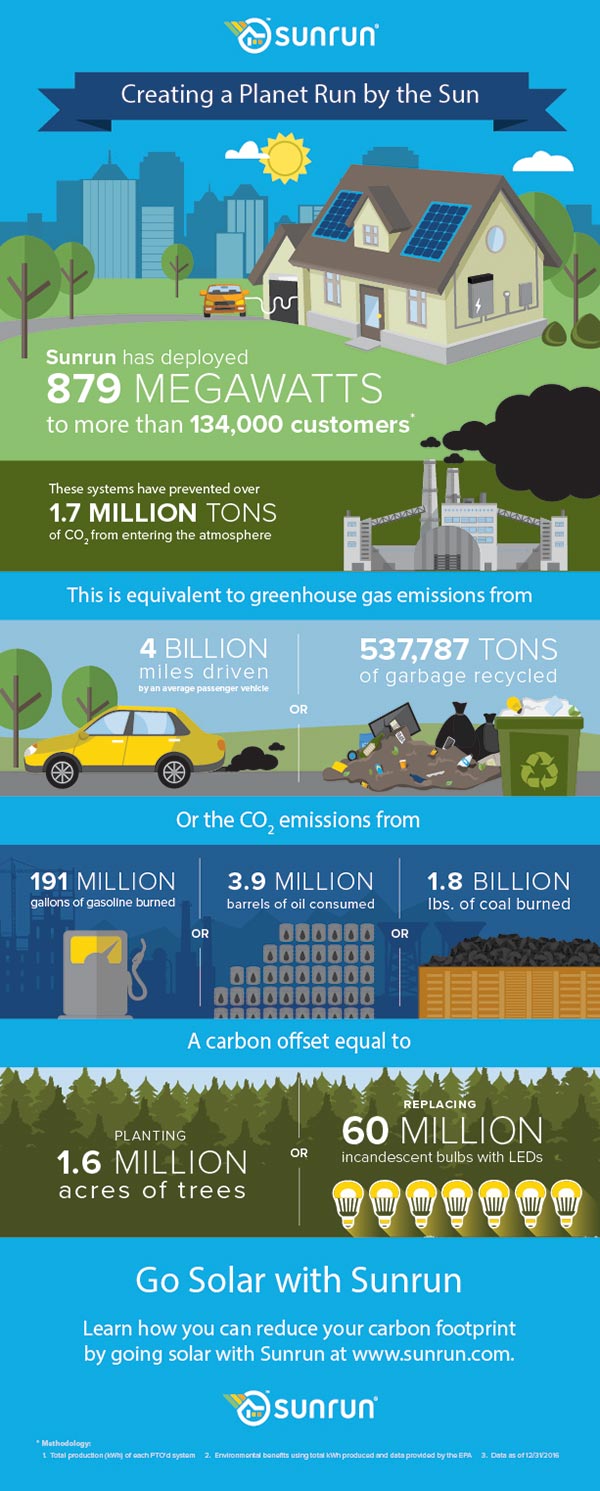 sunrun
Creating a Planet Run by the Sun
Sunrun has deployed
879 MEGAWATTS
to more than 134,000 customers*
These systems have prevented over
1.7 MILLION TONS
of CO₂ from entering the atmosphere
This is equivalent to greenhouse gas emissions from
4 BILLION
miles driven
by an average passenger vehicle
OR
537,787 TONS
of garbage recycled
Or the CO₂ emissions from
191 MILLION
gallons of gasoline burned
OR
3.9 MILLION
barrels of oil consumed
OR
1.8 BILLION
lbs. of coal burned
A carbon offset equal to
PLANTING
1.6 MILLION
acres of trees
OR
REPLACING
60 MILLION
incandescent bulbs with LEDs
Go Solar with Sunrun
Learn how you can reduce your carbon footprint
by going solar with Sunrun at www.sunrun.com.
sunrun
* Methodology:
1. Total production (kWh) of each PTO'd system 2. Environmental benefits using total kWh produced and data provided by the EPA 3. Data as of 12/31/2016